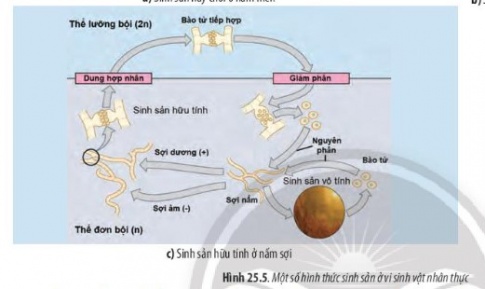 Thể lưỡng bội (2n)
Bào tử tiếp hợp
Dung hợp nhân
Giảm phân
Sinh sản hữu tính
Nguyên
phân
Bào tử
Sợi dương (+)
Sinh sản vô tính
Sợi nấm
Sợi âm (-)
Thể đơn bội (n)
c) Sinh sản hữu tính ở nấm sợi
Hình 25.5. Một số hình thức sinh sản ở vi sinh vật nhân thực